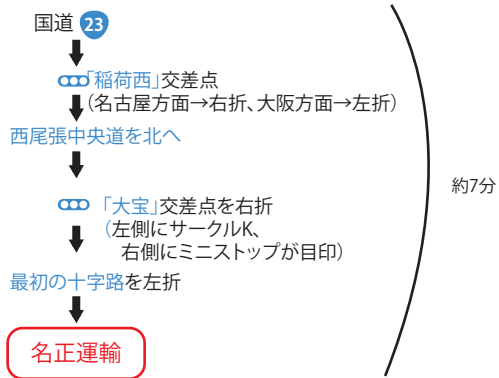 国道 23
「稲荷西」交差点
(名古屋方面→右折、大阪方面→左折)
西尾張中央道を北へ
「大宝」交差点を右折
(左側にサークルK、
右側にミニストップが目印)
約7分
最初の十字路を左折
名正運輸